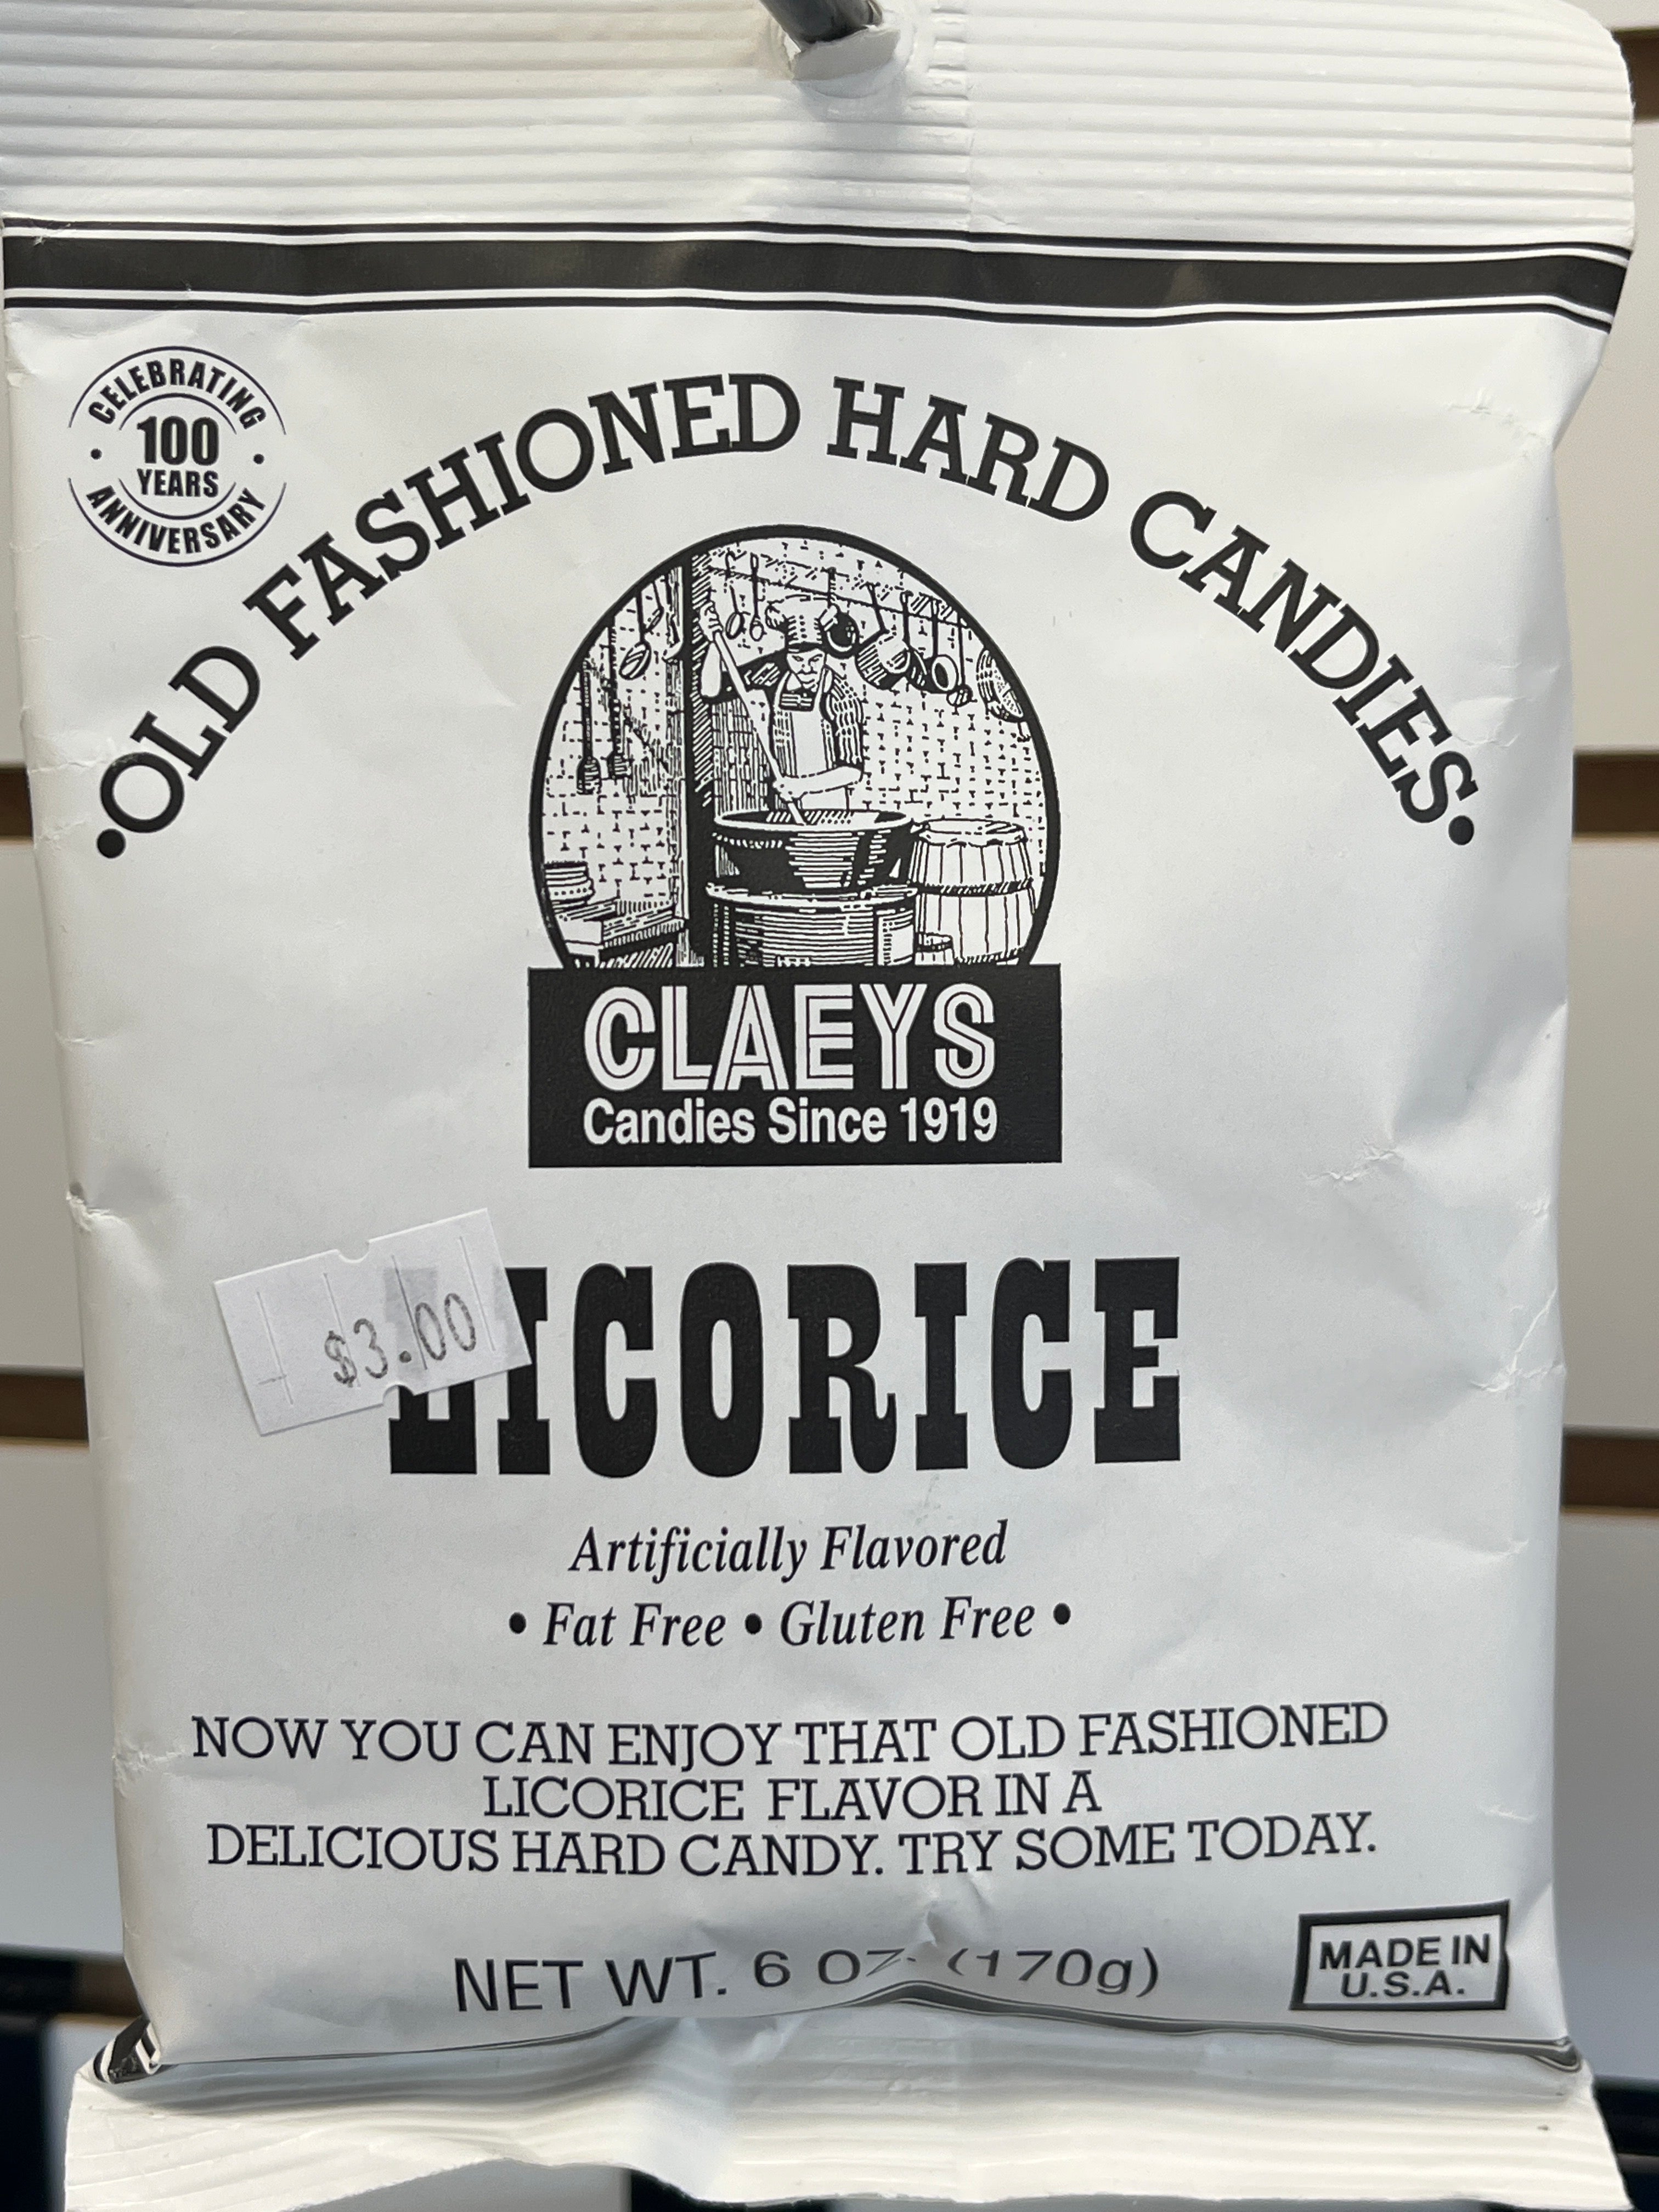 CELEBRATING
100
YEARS
ANNIVERSARY
•OLD FASHIONED HARD CANDIES•
CLAEYS
Candies Since 1919
$3.00
LICORICE
Artificially Flavored
• Fat Free • Gluten Free •
NOW YOU CAN ENJOY THAT OLD FASHIONED
LICORICE FLAVOR IN A
DELICIOUS HARD CANDY. TRY SOME TODAY.
NET WT. 6 OZ. (170g)
MADE IN
U.S.A.